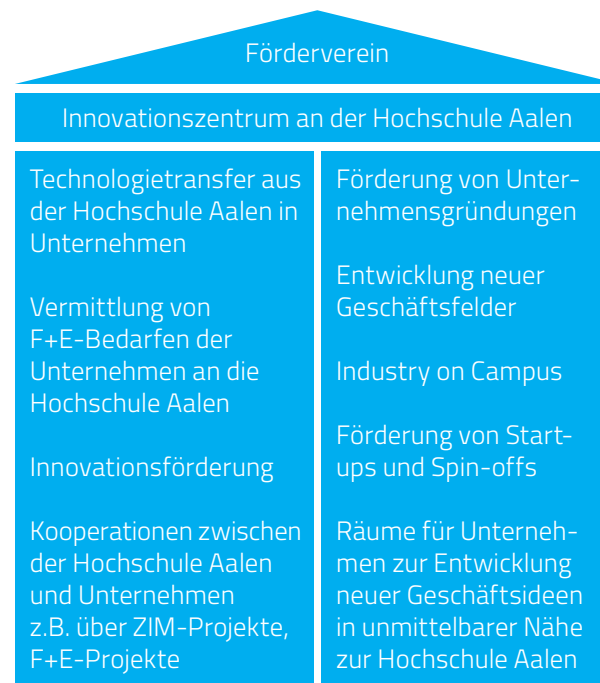 Förderverein
Innovationszentrum an der Hochschule Aalen
Technologietransfer aus
der Hochschule Aalen in
Unternehmen
Vermittlung von
F+E-Bedarfen der
Unternehmen an die
Hochschule Aalen
Innovationsförderung
Kooperationen zwischen
der Hochschule Aalen
und Unternehmen
z.B. über ZIM-Projekte,
F+E-Projekte
Förderung von Unter-
nehmensgründungen
Entwicklung neuer
Geschäftsfelder
Industry on Campus
Förderung von Start-
ups und Spin-offs
Räume für Unterneh-
men zur Entwicklung
neuer Geschäftsideen
in unmittelbarer Nähe
zur Hochschule Aalen